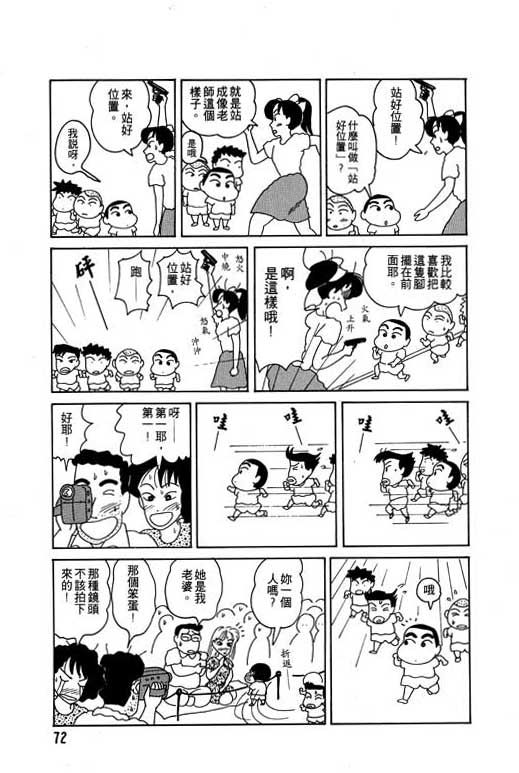 站好位置！
什麼叫做「站
好位置」？
就是站
成像老
師這個
樣子。
是哦
來，站好
位置。
我說呀，
我比較
喜歡把
這隻腳
擺在前
面耶。
火氣
上升
啊，
是這樣哦！
怒火
中燒
站好
位置，
怒氣
沖沖
跑
砰
哇
哇
哇
哇
呀，
第一耶，
第一！
好耶！
哦
妳一個
人嗎？
折返
她是我
老婆。
那個笨蛋！
那種鏡頭
不該拍下
來的！
72